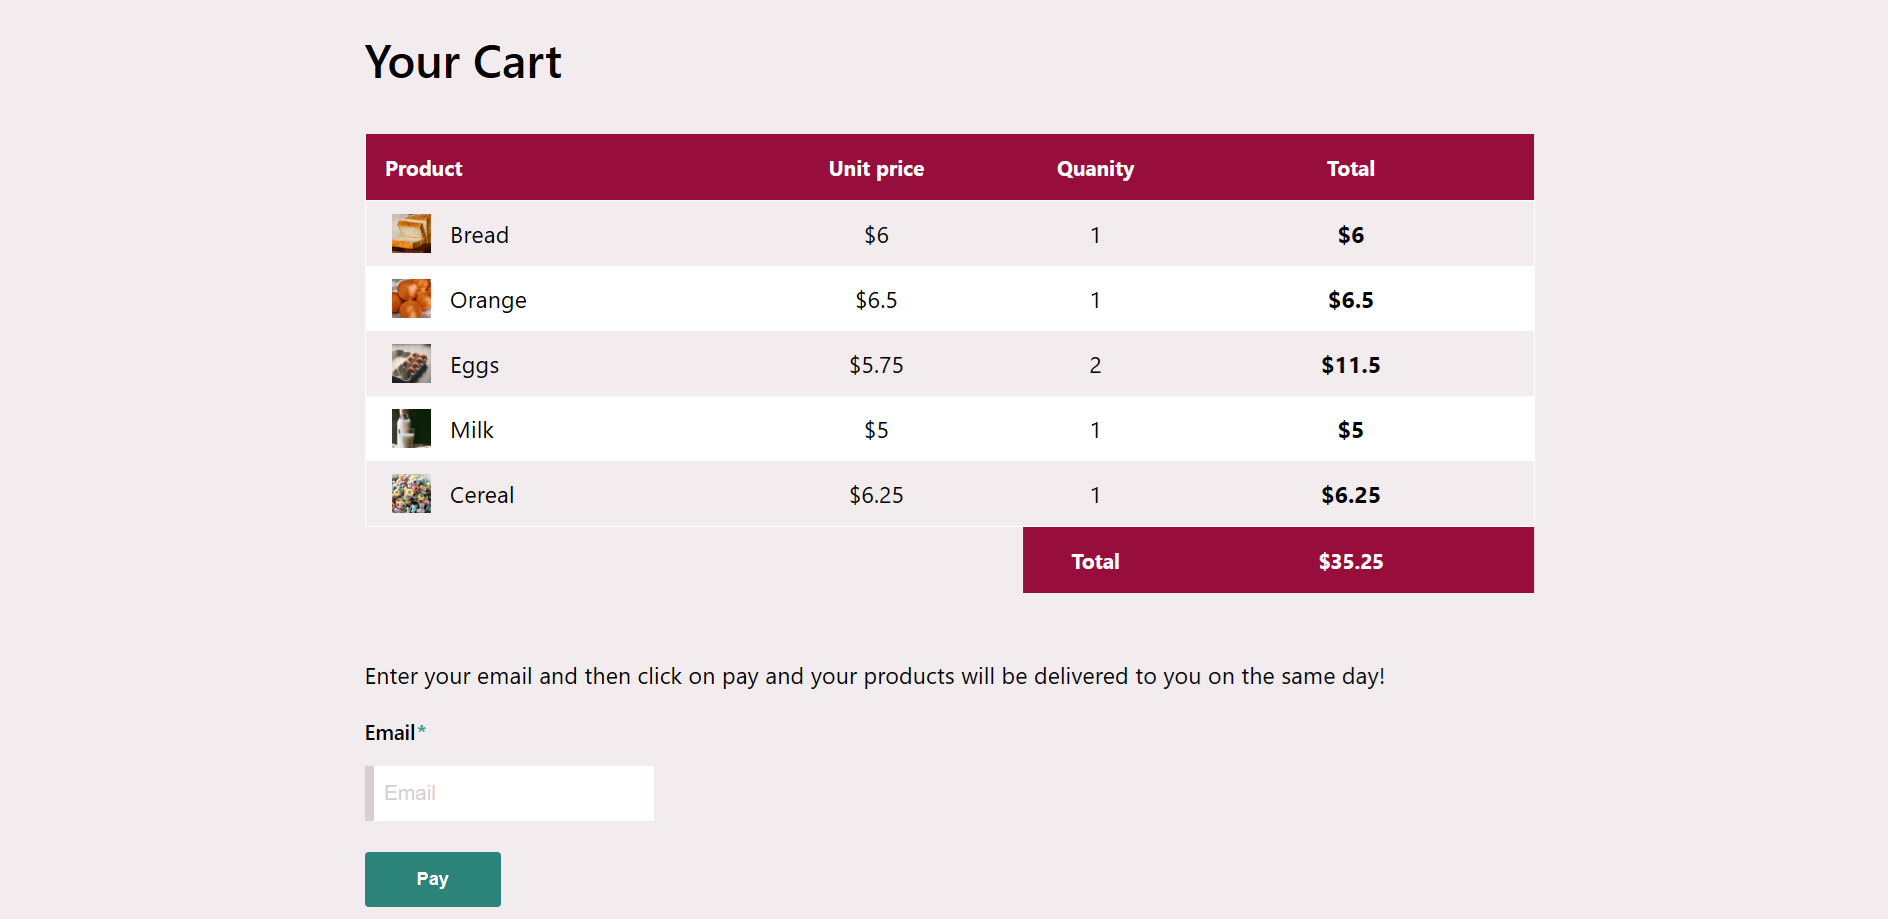 Your Cart
Product Unit price Quanity Total
Bread $6 1 $6
Orange $6.5 1 $6.5
Eggs $5.75 2 $11.5
Milk $5 1 $5
Cereal $6.25 1 $6.25
Total $35.25
Enter your email and then click on pay and your products will be delivered to you on the same day!
Email*
Email
Pay